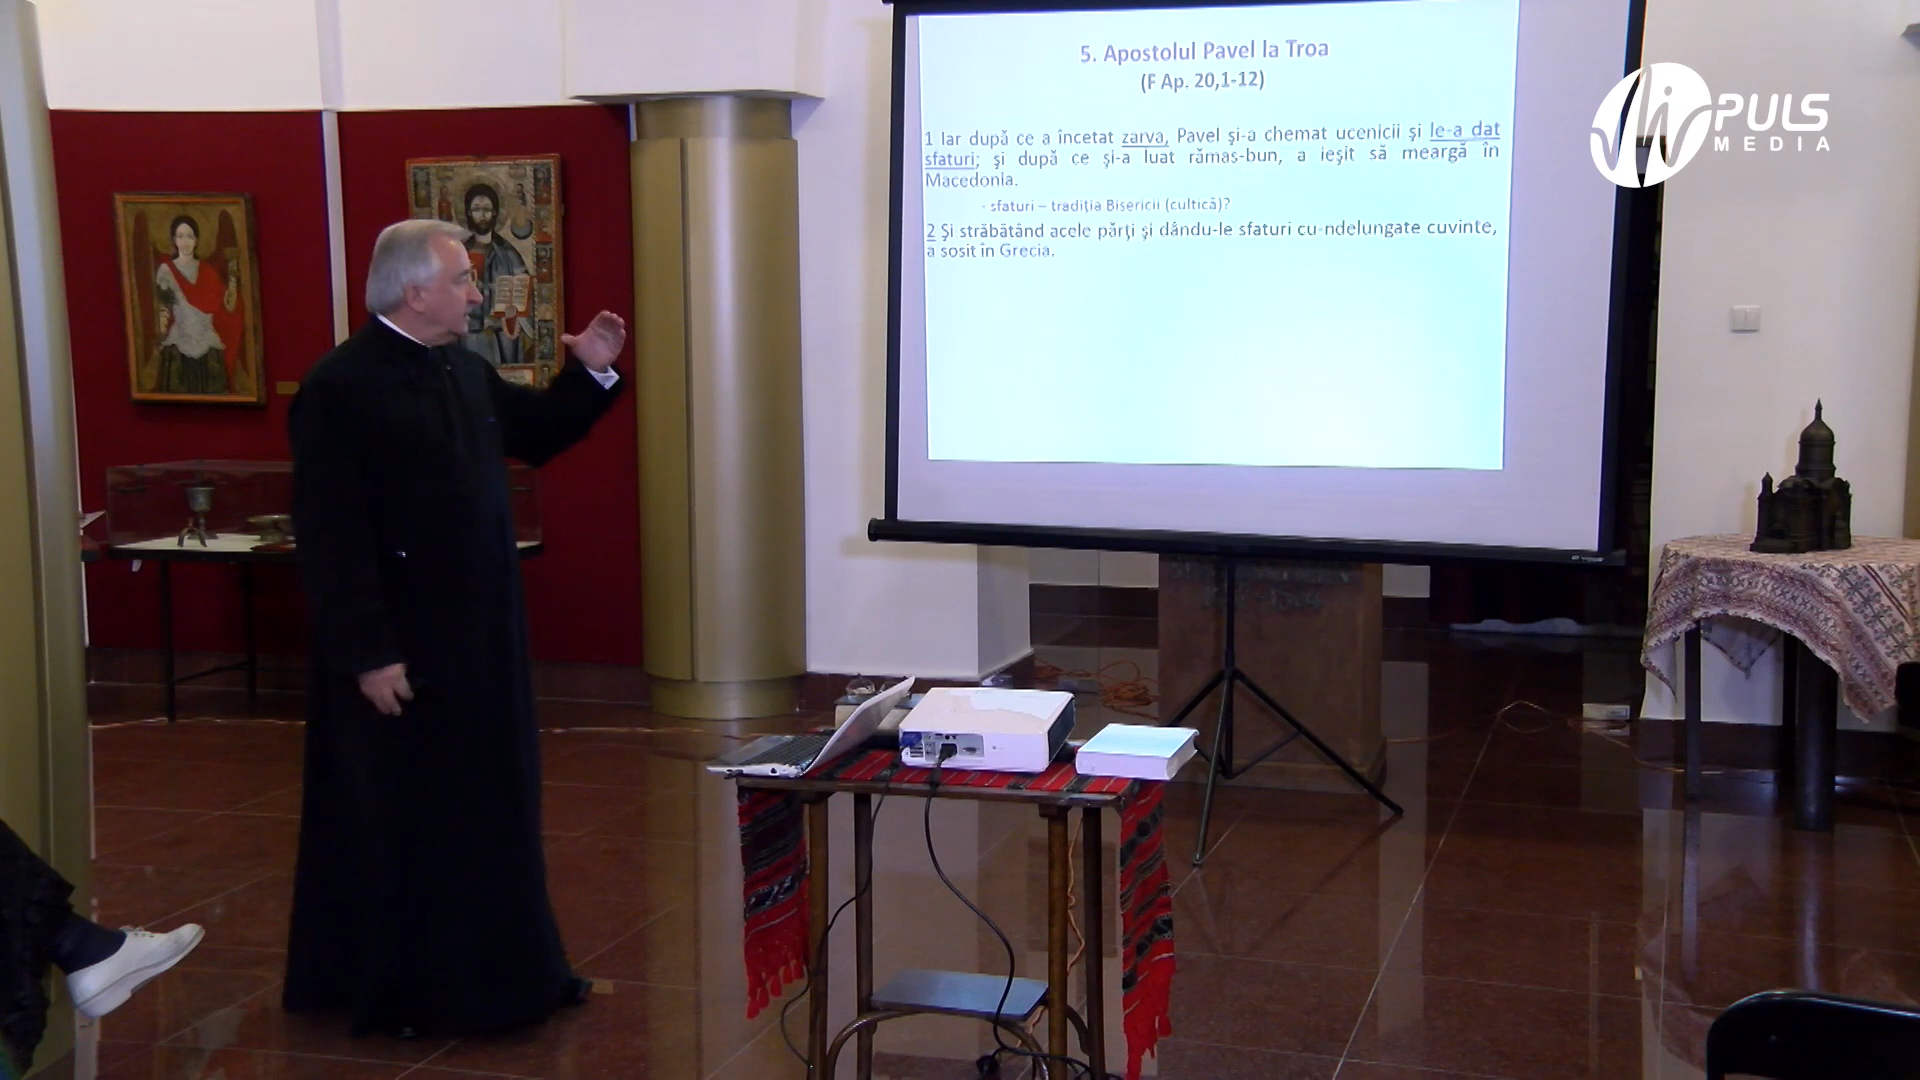 5. Apostolul Pavel la Troa
(F Ap. 20,1-12)
1 Iar după ce a încetat zarva, Pavel şi-a chemat ucenicii şi le-a dat
sfaturi; şi după ce şi-a luat rămas-bun, a ieşit să meargă în
Macedonia.
- sfaturi – tradiția Bisericii (cultică)?
2 Şi străbătând acele părţi şi dându-le sfaturi cu-ndelungate cuvinte,
a sosit în Grecia.
PULS
MEDIA